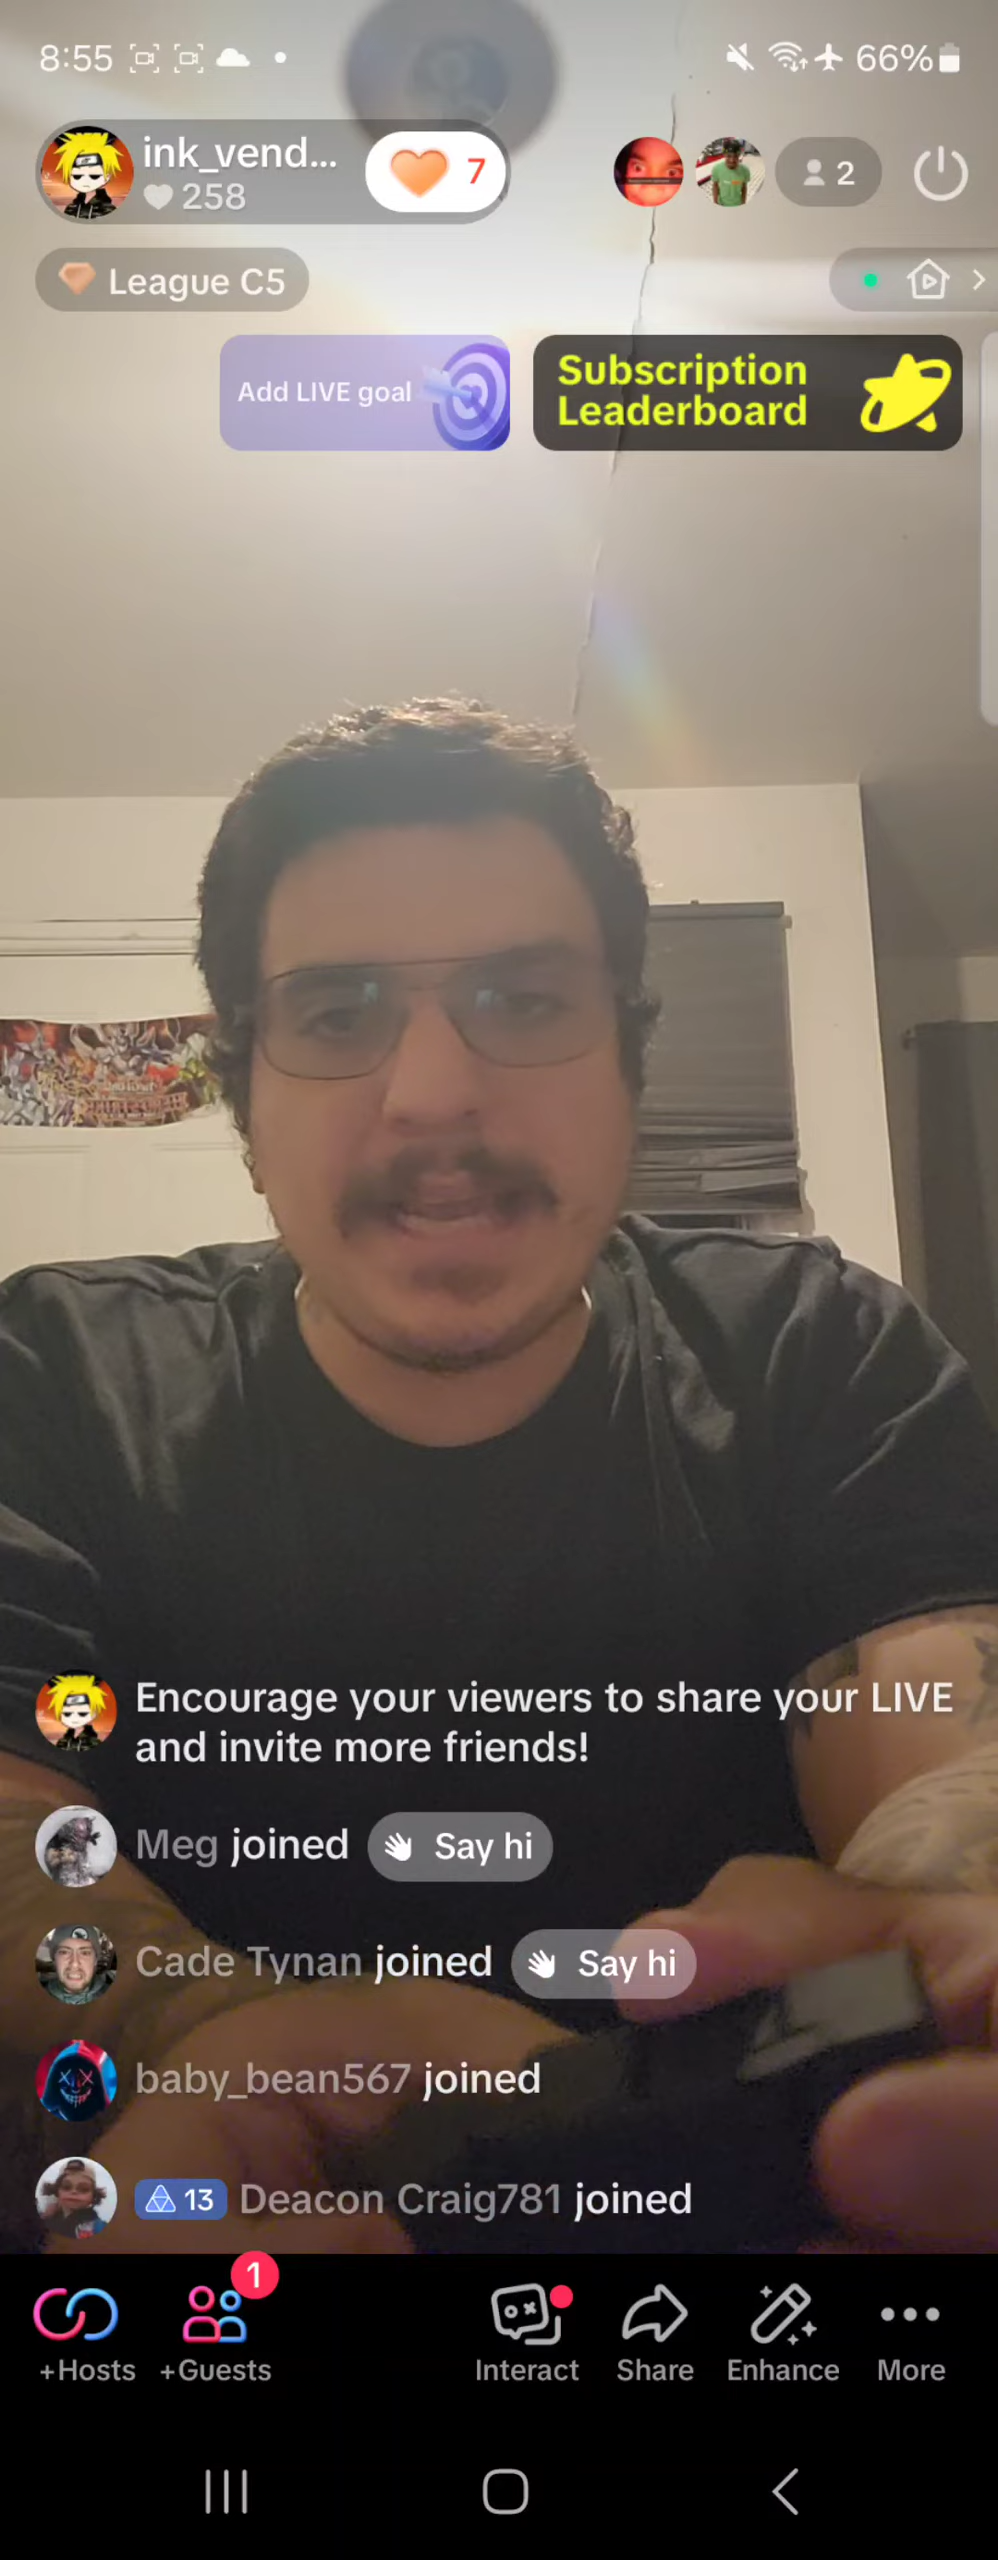 8:55
66%
ink_vend...
258
7
2
League C5
Add LIVE goal
Subscription
Leaderboard
Encourage your viewers to share your LIVE
and invite more friends!
Meg joined
Say hi
Cade Tynan joined
Say hi
baby_bean567 joined
13 Deacon Craig781 joined
1
+Hosts
+Guests
Interact
Share
Enhance
More